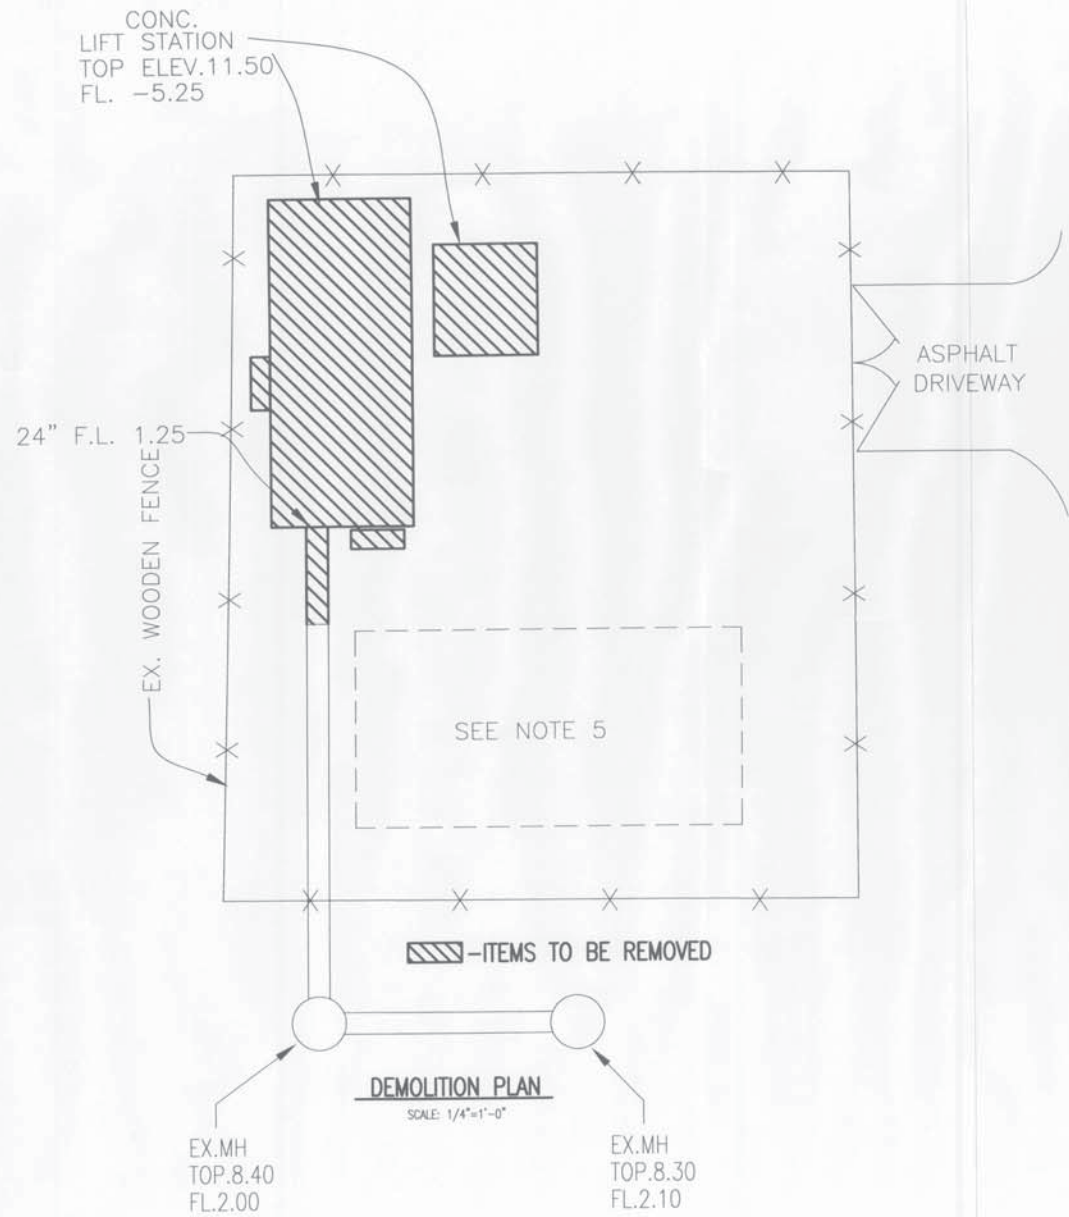 CONC.
LIFT STATION
TOP ELEV.11.50
FL. -5.25
ASPHALT
DRIVEWAY
24" F.L. 1.25
EX. WOODEN FENCE
SEE NOTE 5
-ITEMS TO BE REMOVED
DEMOLITION PLAN
SCALE: 1/4"=1'-0"
EX.MH
TOP.8.40
FL.2.00
EX.MH
TOP.8.30
FL.2.10